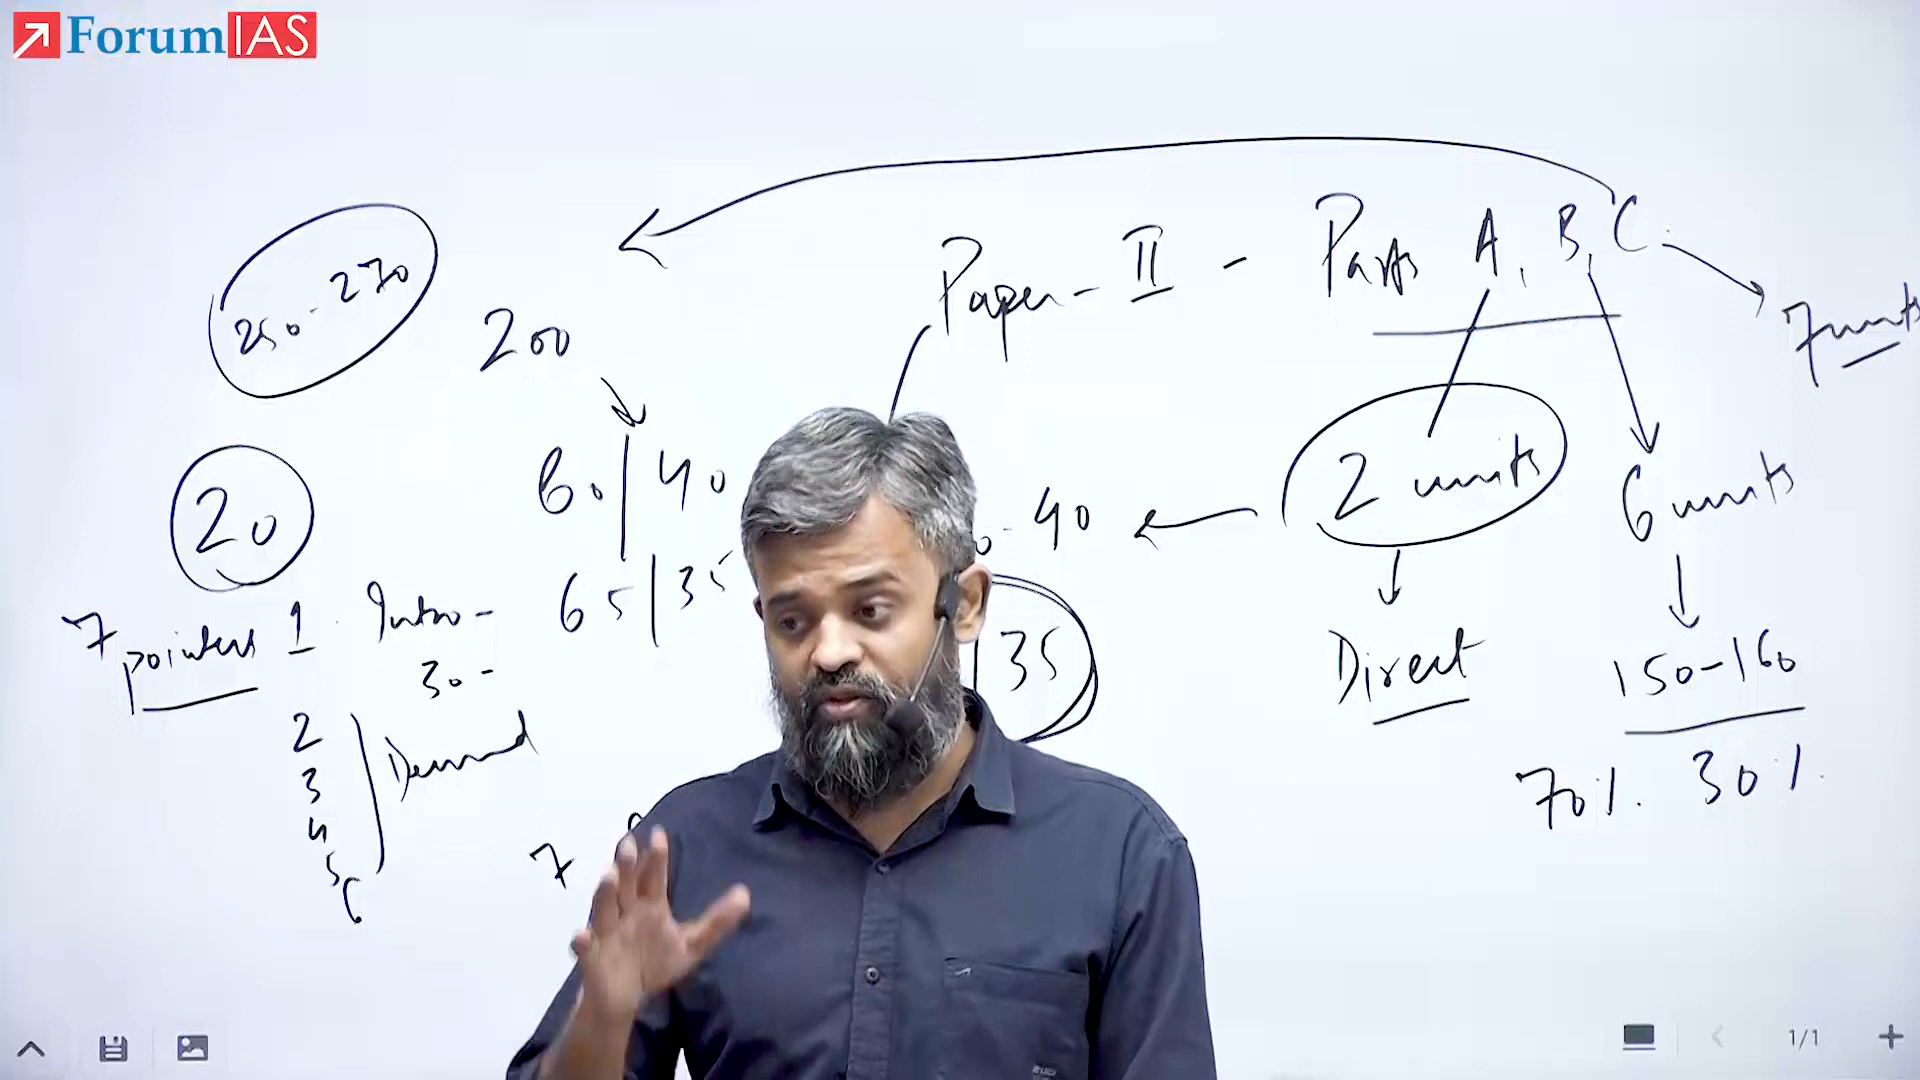 ForumIAS
Paper - II - Parts A, B, C.
7 units
250-270
200
60 | 40
65 | 35
20
7 pointers
1. Intro -
30 -
2
3
4
5
6
Demand
7
2 units
- 40
Direct
| 35
6 units
150-160
70%. 30%.
1/1